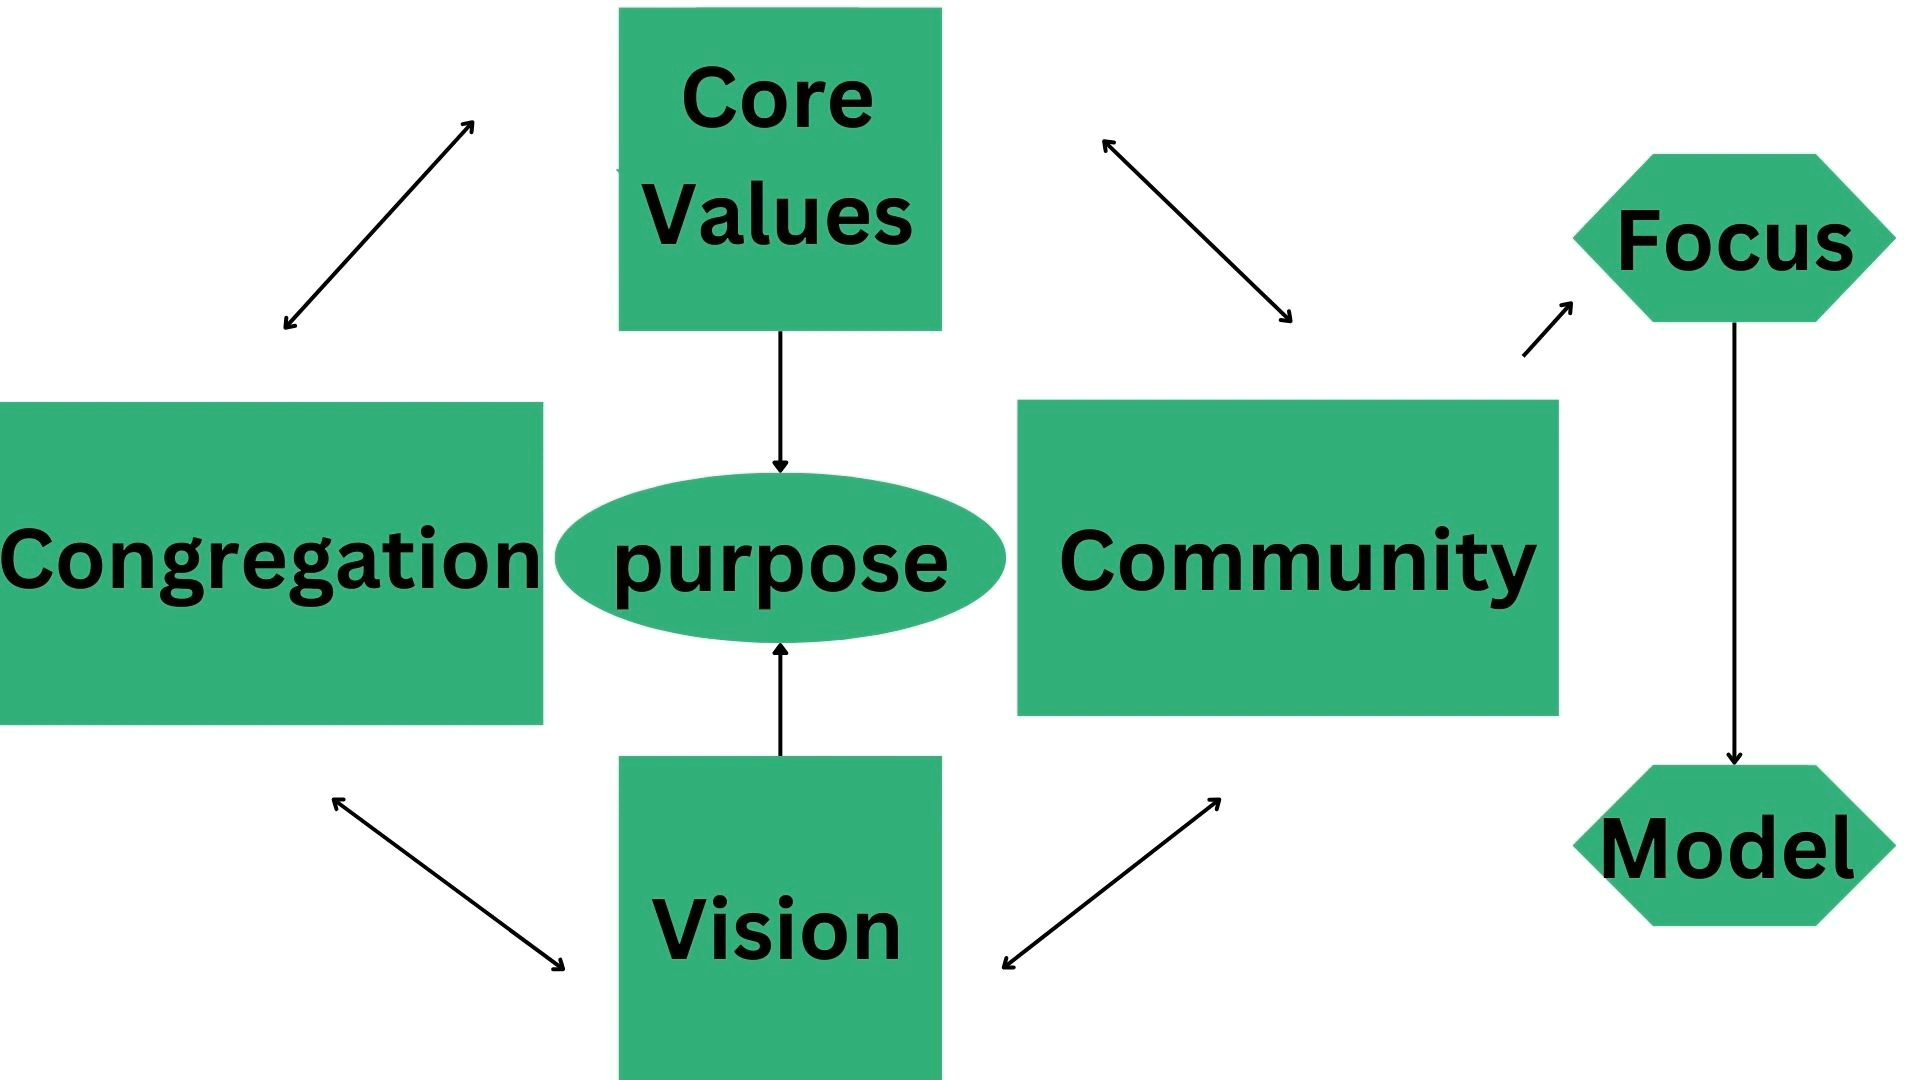 Core
Values
Focus
Congregation
purpose
Community
Vision
Model